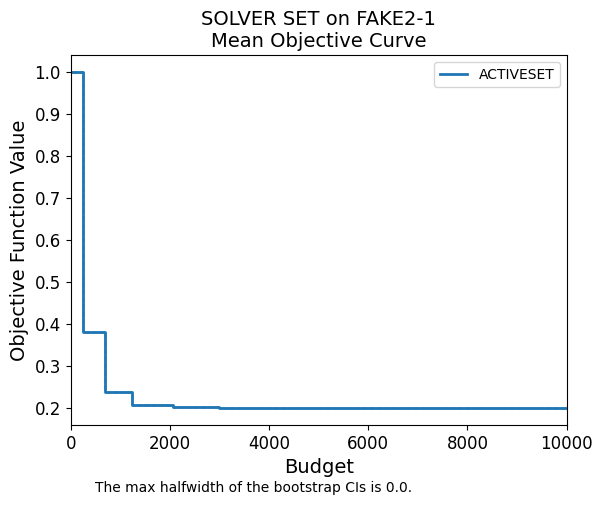 SOLVER SET on FAKE2-1
Mean Objective Curve
ACTIVESET
Objective Function Value
1.0
0.9
0.8
0.7
0.6
0.5
0.4
0.3
0.2
0 2000 4000 6000 8000 10000
Budget
The max halfwidth of the bootstrap CIs is 0.0.